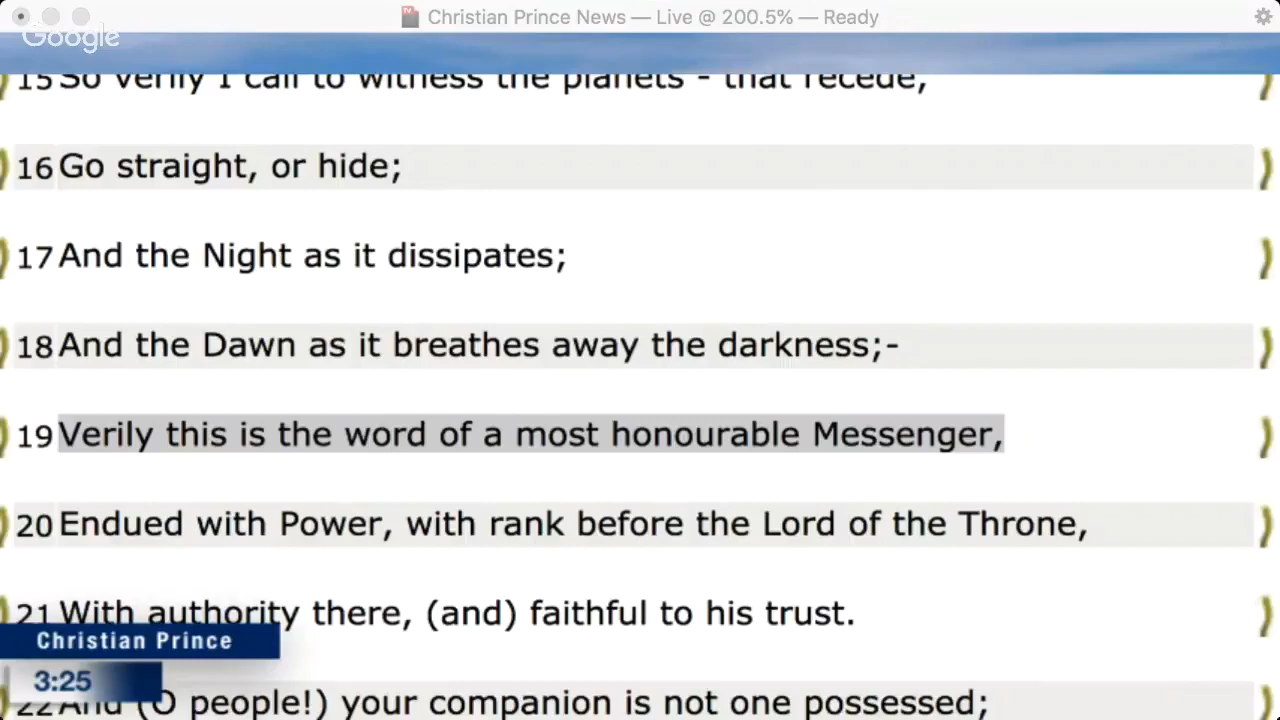 Christian Prince News — Live @ 200.5% — Ready
Google
15 So verily I call to witness the planets - that recede,
16 Go straight, or hide;
17 And the Night as it dissipates;
18 And the Dawn as it breathes away the darkness;-
19 Verily this is the word of a most honourable Messenger,
20 Endued with Power, with rank before the Lord of the Throne,
21 With authority there, (and) faithful to his trust.
Christian Prince
3:25
22 And (O people!) your companion is not one possessed;